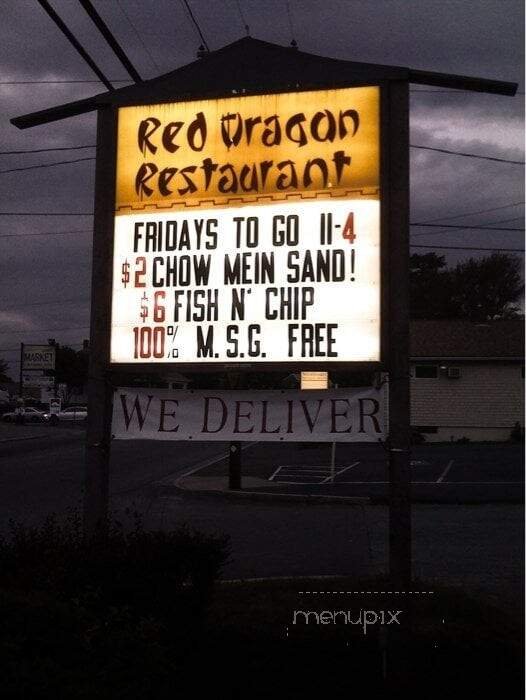 Red Dragon
Restaurant
FRIDAYS TO GO 11-4
$2 CHOW MEIN SAND!
$6 FISH N' CHIP
100% M.S.G. FREE
WE DELIVER
MARKET
menupix